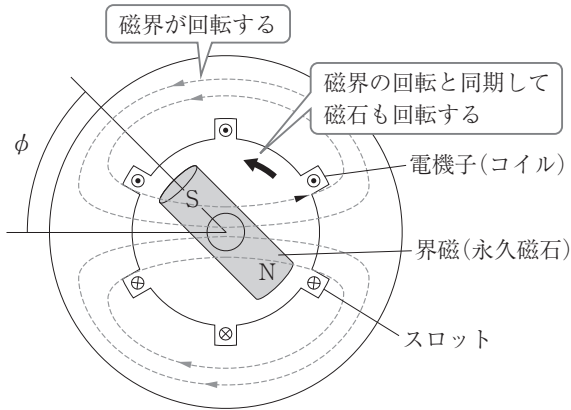 磁界が回転する
磁界の回転と同期して
磁石も回転する
φ
電機子(コイル)
S
界磁(永久磁石)
N
スロット